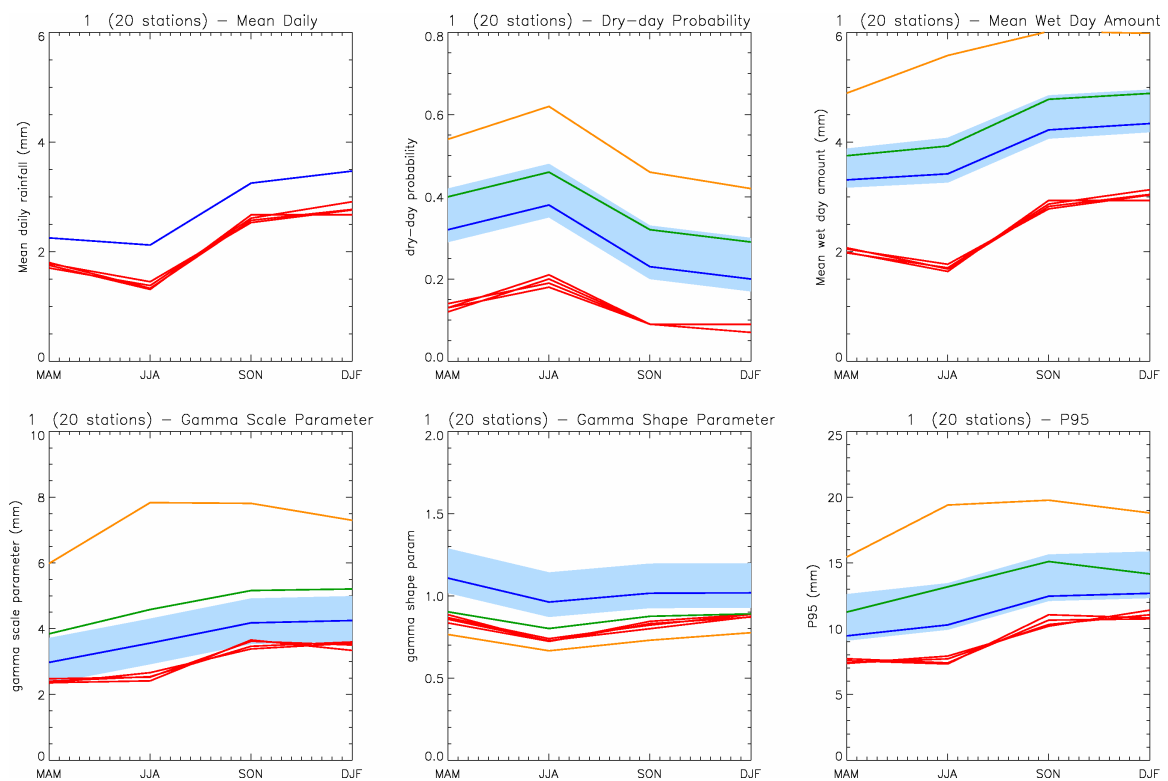 1 (20 stations) – Mean Daily
Mean daily rainfall (mm)
6
4
2
0
MAM JJA SON DJF
1 (20 stations) – Dry–day Probability
dry–day probability
0.8
0.6
0.4
0.2
0.0
MAM JJA SON DJF
1 (20 stations) – Mean Wet Day Amount
Mean wet day amount (mm)
6
4
2
0
MAM JJA SON DJF
1 (20 stations) – Gamma Scale Parameter
gamma scale parameter (mm)
10
8
6
4
2
0
MAM JJA SON DJF
1 (20 stations) – Gamma Shape Parameter
gamma shape param
2.0
1.5
1.0
0.5
0.0
MAM JJA SON DJF
1 (20 stations) – P95
P95 (mm)
25
20
15
10
5
0
MAM JJA SON DJF